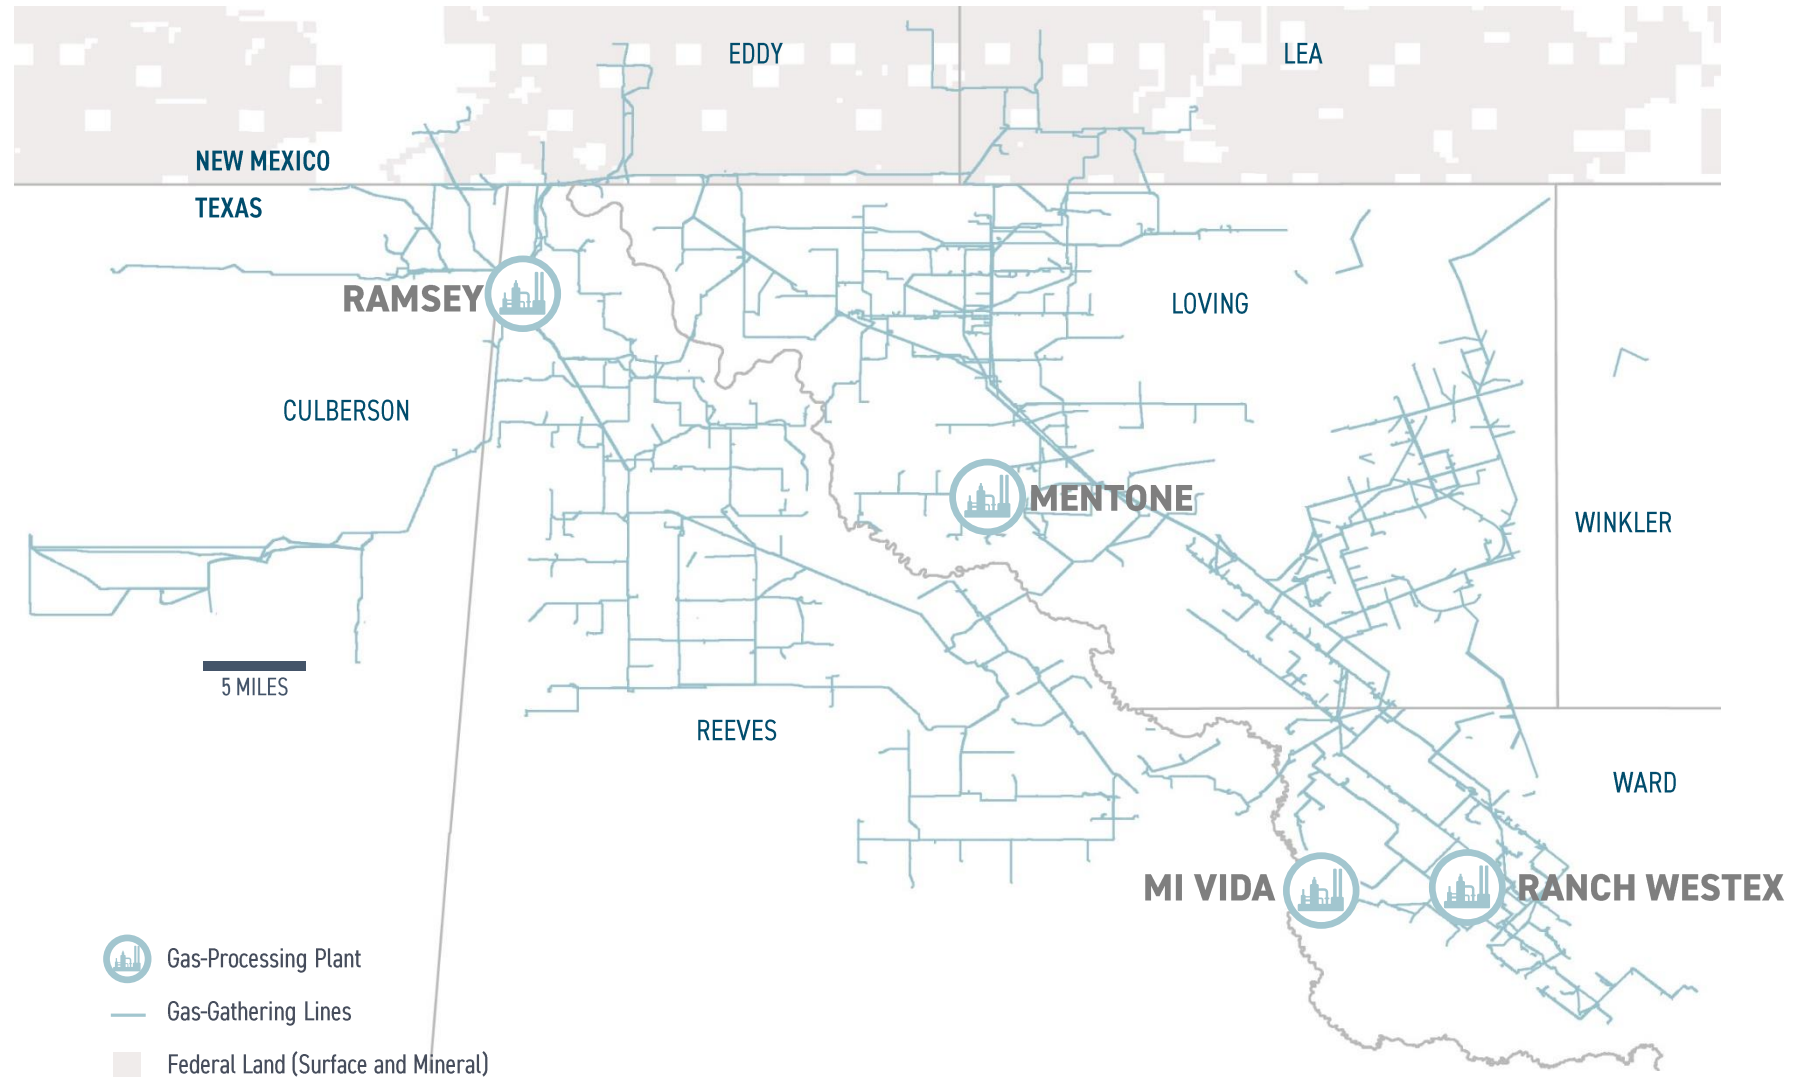 EDDY
LEA
NEW MEXICO
TEXAS
RAMSEY
LOVING
CULBERSON
MENTONE
WINKLER
5 MILES
REEVES
WARD
MI VIDA
RANCH WESTEX
Gas-Processing Plant
Gas-Gathering Lines
Federal Land (Surface and Mineral)